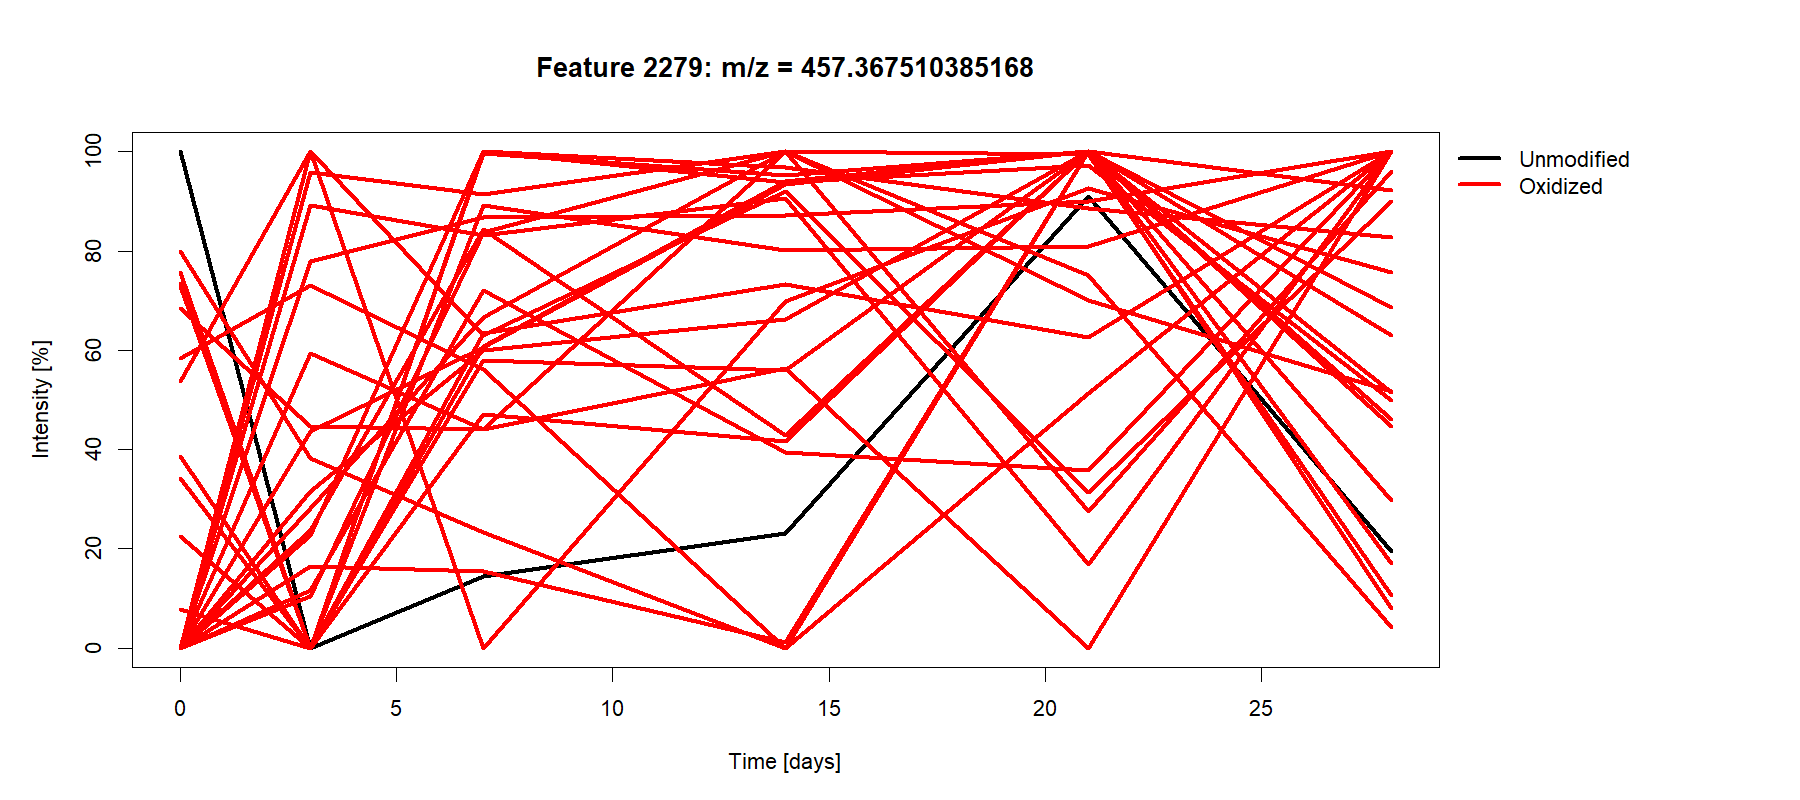 Feature 2279: m/z = 457.367510385168
Unmodified
Oxidized
Intensity [%]
100
80
60
40
20
0
0 5 10 15 20 25
Time [days]